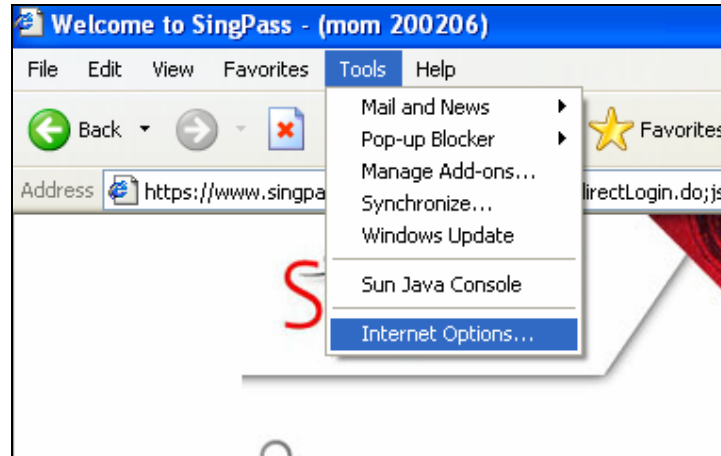 Welcome to SingPass - (mom 200206)
File Edit View Favorites Tools Help
Mail and News
Back
Pop-up Blocker
Favorites
Manage Add-ons...
Address https://www.singpa irectLogin.do;js
Synchronize...
Windows Update
S
Sun Java Console
Internet Options...